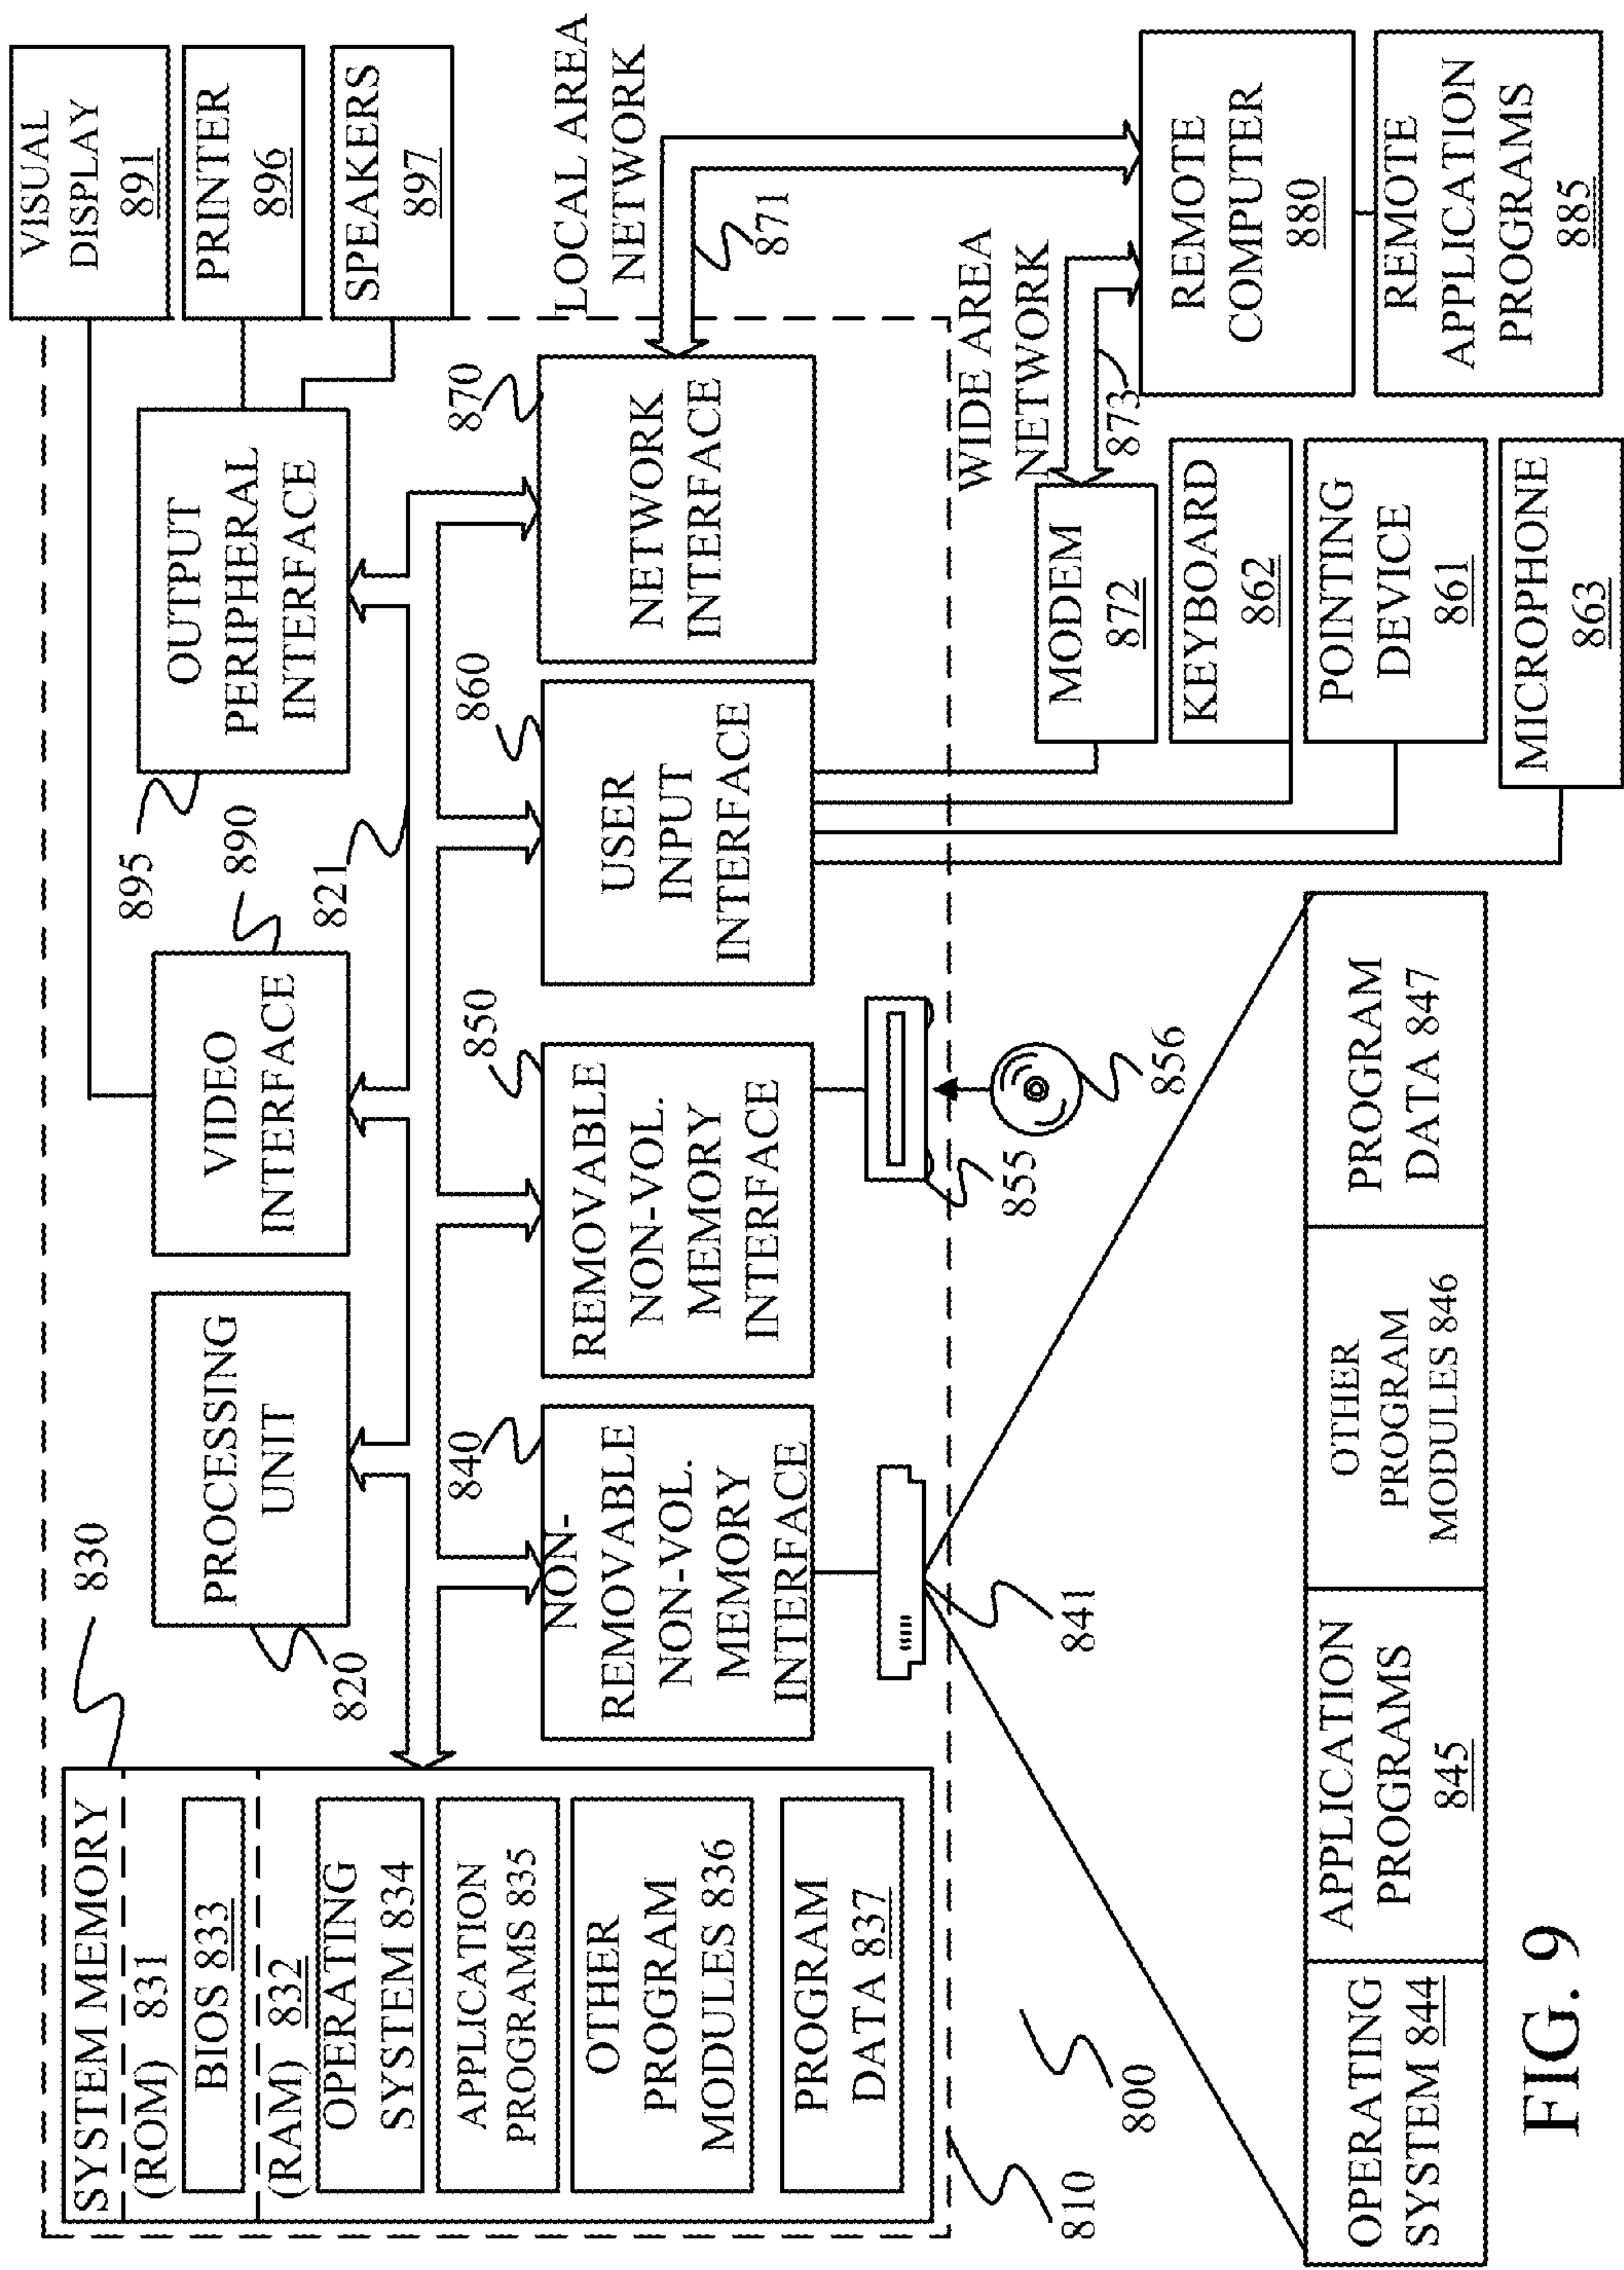 SYSTEM MEMORY
(ROM) 831
BIOS 833
(RAM) 832
OPERATING
SYSTEM 834
APPLICATION
PROGRAMS 835
OTHER
PROGRAM
MODULES 836
PROGRAM
DATA 837
830
PROCESSING
UNIT
820
VIDEO
INTERFACE
890
821
OUTPUT
PERIPHERAL
INTERFACE
895
VISUAL
DISPLAY
891
PRINTER
896
SPEAKERS
897
NON-
REMOVABLE
NON-VOL.
MEMORY
INTERFACE
840
REMOVABLE
NON-VOL.
MEMORY
INTERFACE
850
USER
INPUT
INTERFACE
860
NETWORK
INTERFACE
870
LOCAL AREA
NETWORK
871
WIDE AREA
NETWORK
873
841
855
856
MODEM
872
KEYBOARD
862
POINTING
DEVICE
861
MICROPHONE
863
REMOTE
COMPUTER
880
REMOTE
APPLICATION
PROGRAMS
885
810
800
OPERATING
SYSTEM 844
APPLICATION
PROGRAMS
845
OTHER
PROGRAM
MODULES 846
PROGRAM
DATA 847
FIG. 9